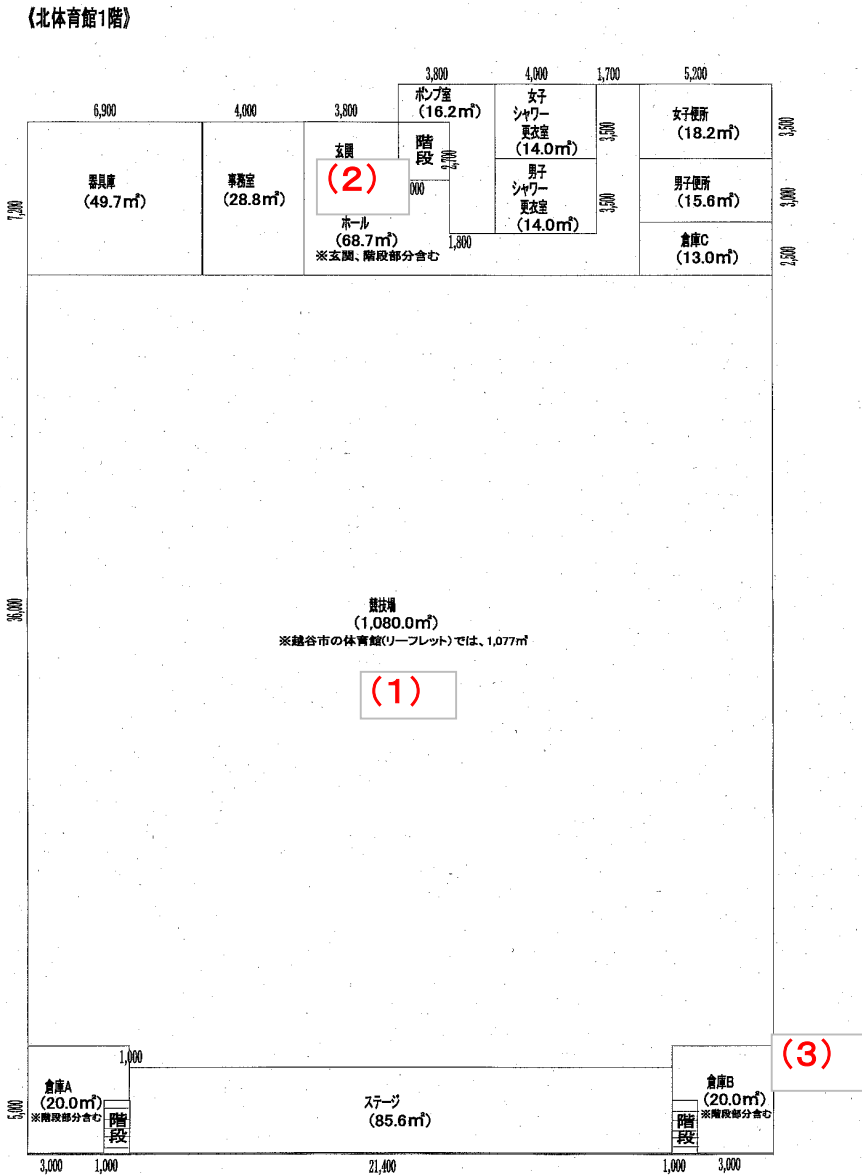 《北体育館1階》
3,800
4,000
1,700
5,200
6,900
4,000
3,800
ポンプ室
(16.2㎡)
女子
シャワー
更衣室
(14.0㎡)
3,500
女子便所
(18.2㎡)
3,500
玄関
階段
2,700
000
(2)
器具庫
(49.7㎡)
事務室
(28.8㎡)
7,200
男子
シャワー
更衣室
(14.0㎡)
3,500
男子便所
(15.6㎡)
3,000
ホール
(68.7㎡)
※玄関、階段部分含む
1,800
倉庫C
(13.0㎡)
2,500
36,000
競技場
(1,080.0㎡)
※越谷市の体育館(リーフレット)では、1,077㎡
(1)
(3)
1,000
倉庫A
(20.0㎡)
※階段部分含む
階段
5,000
ステージ
(85.6㎡)
倉庫B
(20.0㎡)
※階段部分含む
階段
3,000
1,000
21,400
1,000
3,000